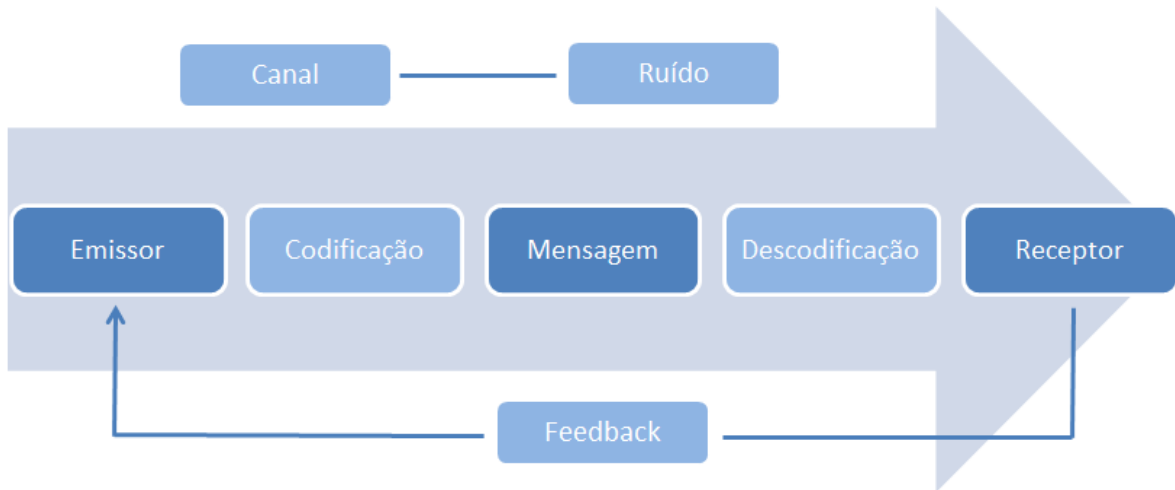 Canal
Ruído
Emissor
Codificação
Mensagem
Descodificação
Receptor
Feedback